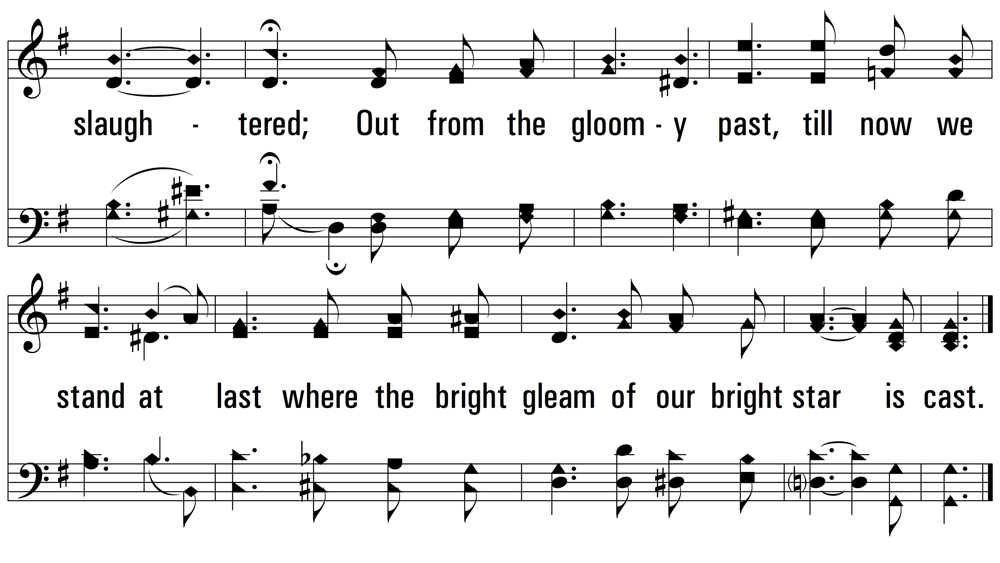 slaugh - tered; Out from the gloom - y past, till now we
stand at last where the bright gleam of our bright star is cast.